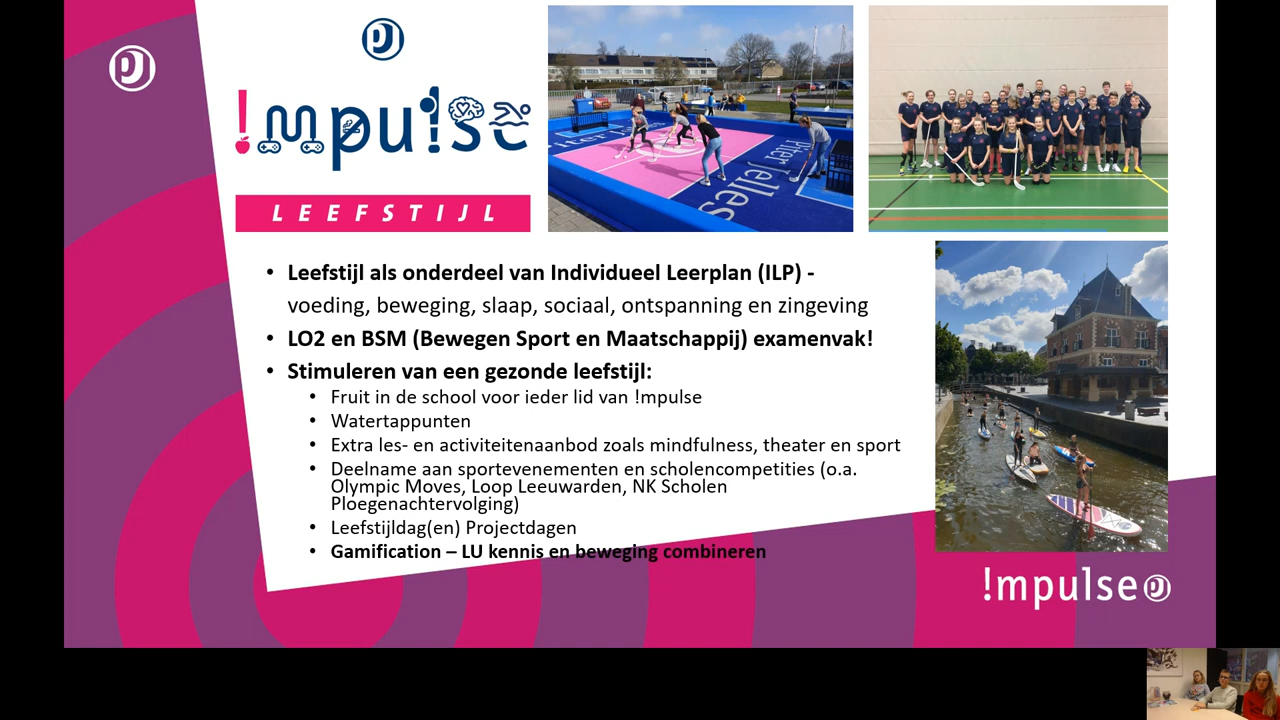 !mpulse
LEEFSTIJL
Piter Jelles
• Leefstijl als onderdeel van Individueel Leerplan (ILP) -
voeding, beweging, slaap, sociaal, ontspanning en zingeving
• LO2 en BSM (Bewegen Sport en Maatschappij) examenvak!
• Stimuleren van een gezonde leefstijl:
• Fruit in de school voor ieder lid van !mpulse
• Watertappunten
• Extra les- en activiteitenaanbod zoals mindfulness, theater en sport
• Deelname aan sportevenementen en scholencompetities (o.a.
Olympic Moves, Loop Leeuwarden, NK Scholen
Ploegenachtervolging)
• Leefstijldag(en) Projectdagen
• Gamification – LU kennis en beweging combineren
!mpulse